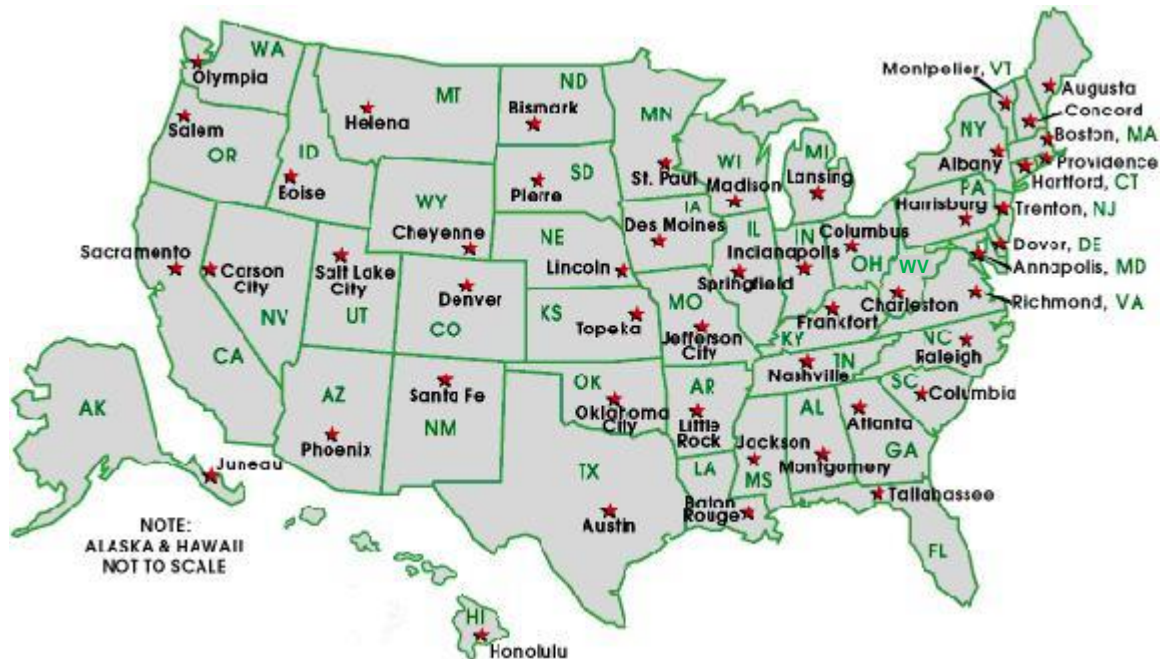 WA
Olympia
MT
ND
Bismark
Helena
MN
Salem
OR
ID
Boise
SD
Pierre
St. Paul
WI
Madison
MI
Lansing
Montpelier, VT
Augusta
Concord
NY
Albany
Boston, MA
Providence
Hartford, CT
PA
Harrisburg
Trenton, NJ
WY
Cheyenne
IA
Des Moines
NE
Lincoln
IL
Springfield
IN
Indianapolis
Columbus
OH
WV
Charleston
Dover, DE
Annapolis, MD
Richmond, VA
Sacramento
Carson
City
NV
Salt Lake
City
UT
Denver
CO
KS
Topeka
MO
Jefferson
City
KY
Frankfort
CA
AZ
Phoenix
Santa Fe
NM
OK
Oklahoma
City
AR
Little
Rock
TN
Nashville
NC
Raleigh
SC
Columbia
AK
Juneau
TX
Austin
LA
Baton
Rouge
Jackson
MS
AL
Montgomery
Atlanta
GA
Tallabassee
FL
NOTE:
ALASKA & HAWAII
NOT TO SCALE
HI
Honolulu